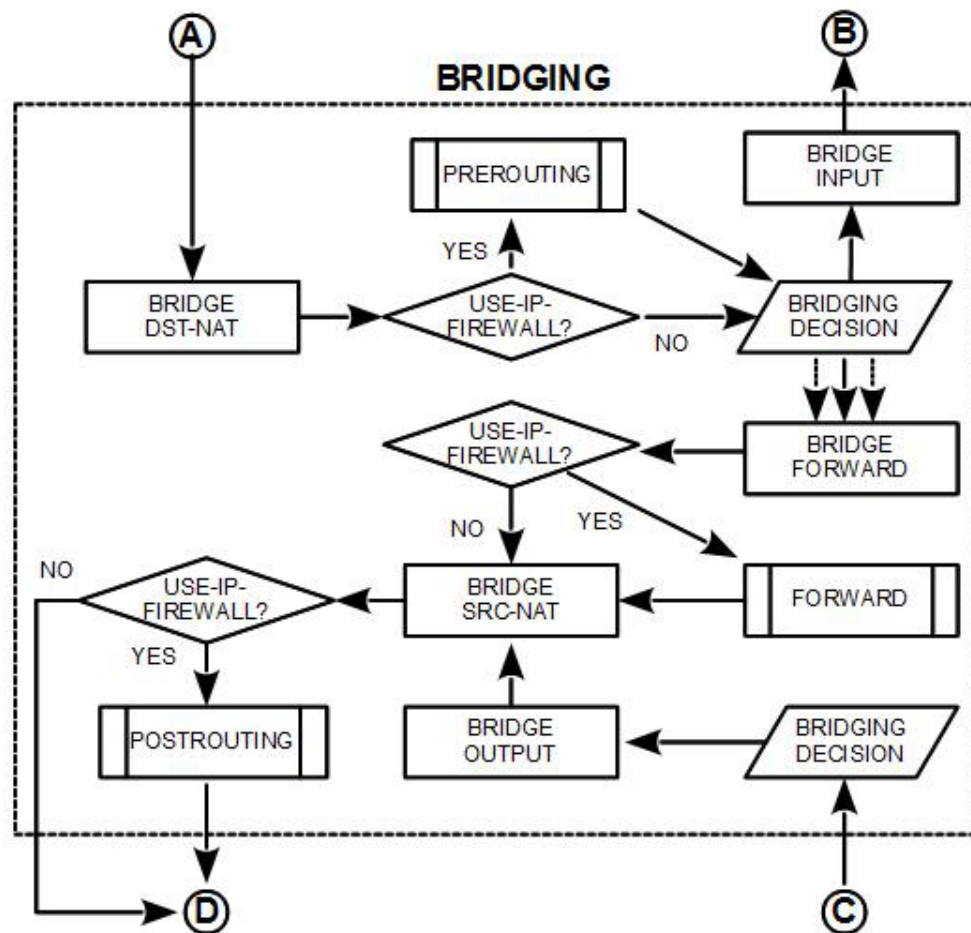 A
B
BRIDGING
PREROUTING
BRIDGE
INPUT
YES
BRIDGE
DST-NAT
USE-IP-
FIREWALL?
NO
BRIDGING
DECISION
USE-IP-
FIREWALL?
BRIDGE
FORWARD
NO
YES
NO
USE-IP-
FIREWALL?
BRIDGE
SRC-NAT
FORWARD
YES
POSTROUTING
BRIDGE
OUTPUT
BRIDGING
DECISION
D
C